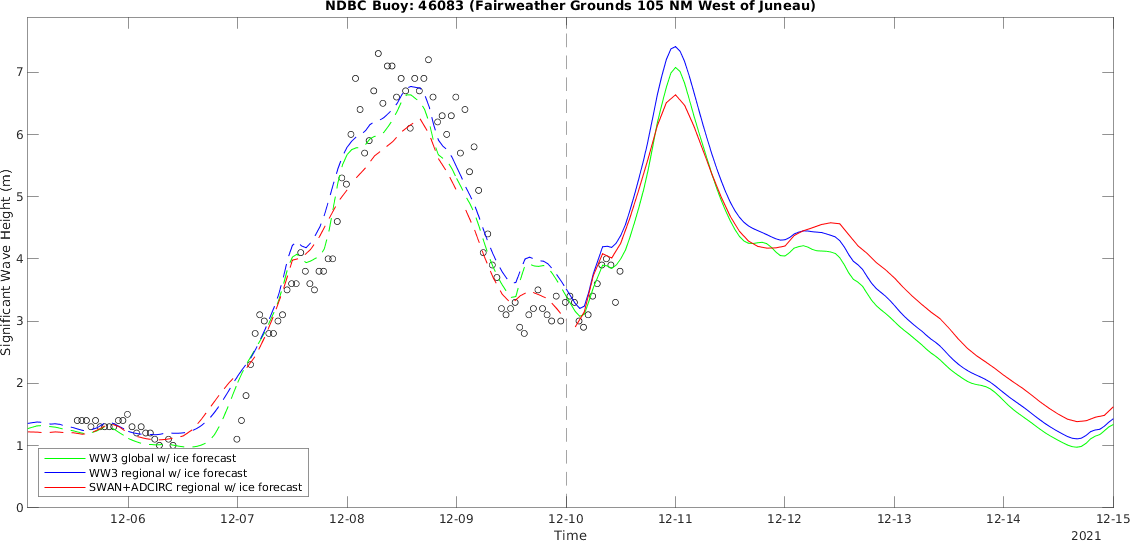 NDBC Buoy: 46083 (Fairweather Grounds 105 NM West of Juneau)
Significant Wave Height (m)
7
6
5
4
3
2
1
0
WW3 global w/ ice forecast
WW3 regional w/ ice forecast
SWAN+ADCIRC regional w/ ice forecast
12-06 12-07 12-08 12-09 12-10 12-11 12-12 12-13 12-14 12-15
Time
2021